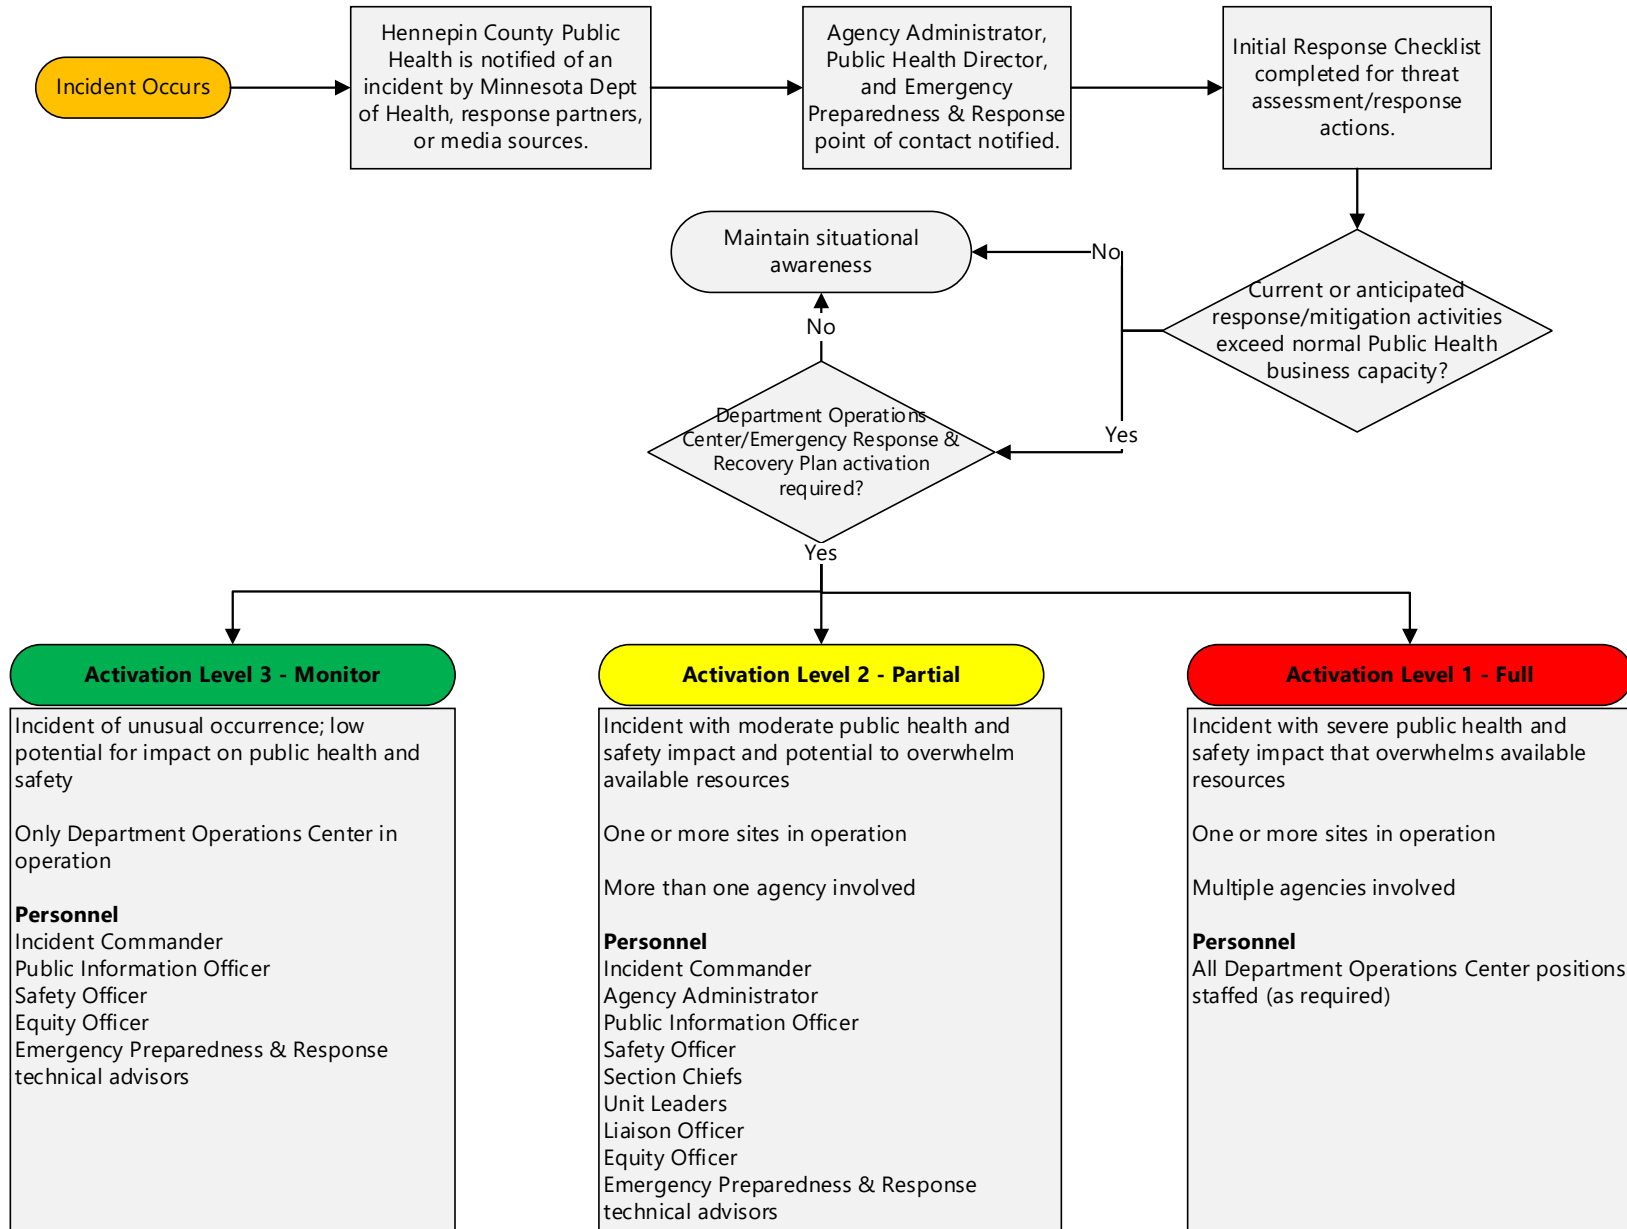 Incident Occurs
Hennepin County Public
Health is notified of an
incident by Minnesota Dept
of Health, response partners,
or media sources.
Agency Administrator,
Public Health Director,
and Emergency
Preparedness & Response
point of contact notified.
Initial Response Checklist
completed for threat
assessment/response
actions.
Maintain situational
awareness
No
Current or anticipated
response/mitigation activities
exceed normal Public Health
business capacity?
No
Department Operations
Center/Emergency Response &
Recovery Plan activation
required?
Yes
Yes
Activation Level 3 - Monitor
Incident of unusual occurrence; low
potential for impact on public health and
safety
Only Department Operations Center in
operation
Personnel
Incident Commander
Public Information Officer
Safety Officer
Equity Officer
Emergency Preparedness & Response
technical advisors
Activation Level 2 - Partial
Incident with moderate public health and
safety impact and potential to overwhelm
available resources
One or more sites in operation
More than one agency involved
Personnel
Incident Commander
Agency Administrator
Public Information Officer
Safety Officer
Section Chiefs
Unit Leaders
Liaison Officer
Equity Officer
Emergency Preparedness & Response
technical advisors
Activation Level 1 - Full
Incident with severe public health and
safety impact that overwhelms available
resources
One or more sites in operation
Multiple agencies involved
Personnel
All Department Operations Center positions
staffed (as required)